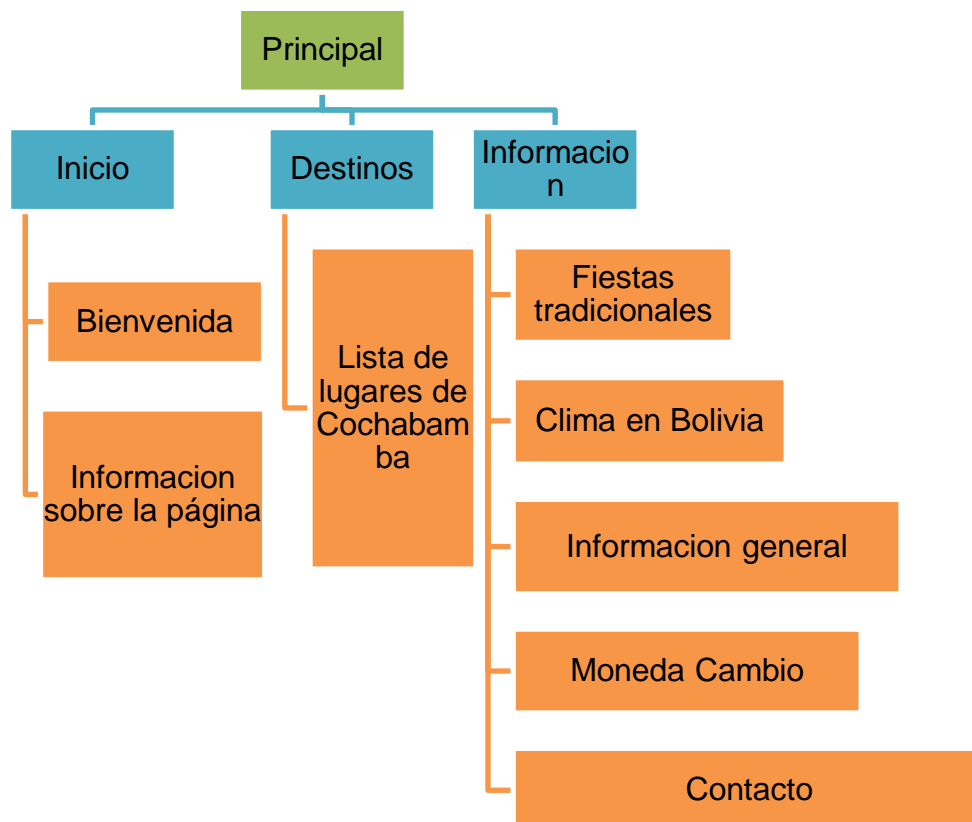 Principal
Inicio
Destinos
Informacio
n
Bienvenida
Informacion
sobre la página
Lista de
lugares de
Cochabam
ba
Fiestas
tradicionales
Clima en Bolivia
Informacion general
Moneda Cambio
Contacto